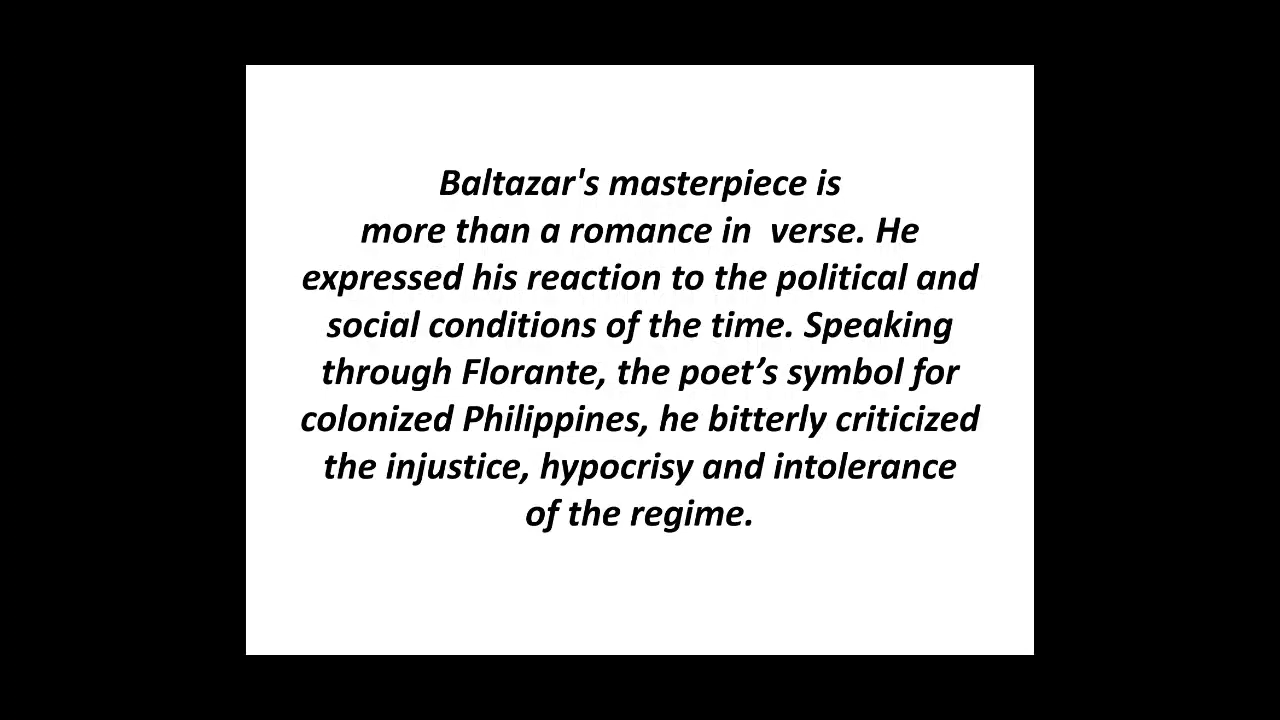 Baltazar's masterpiece is
more than a romance in  verse. He
expressed his reaction to the political and
social conditions of the time. Speaking
through Florante, the poet’s symbol for
colonized Philippines, he bitterly criticized
the injustice, hypocrisy and intolerance
of the regime.